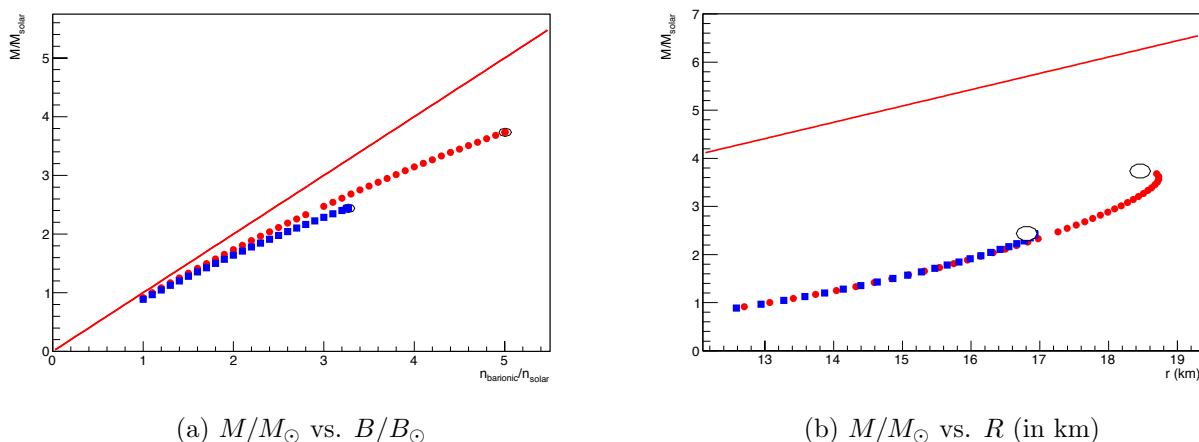 M/M_solar
5
4
3
2
1
0
0 1 2 3 4 5
n_barionic/n_solar
M/M_solar
7
6
5
4
3
2
1
0
13 14 15 16 17 18 19
r (km)
(a) M/M⊙ vs. B/B⊙
(b) M/M⊙ vs. R (in km)